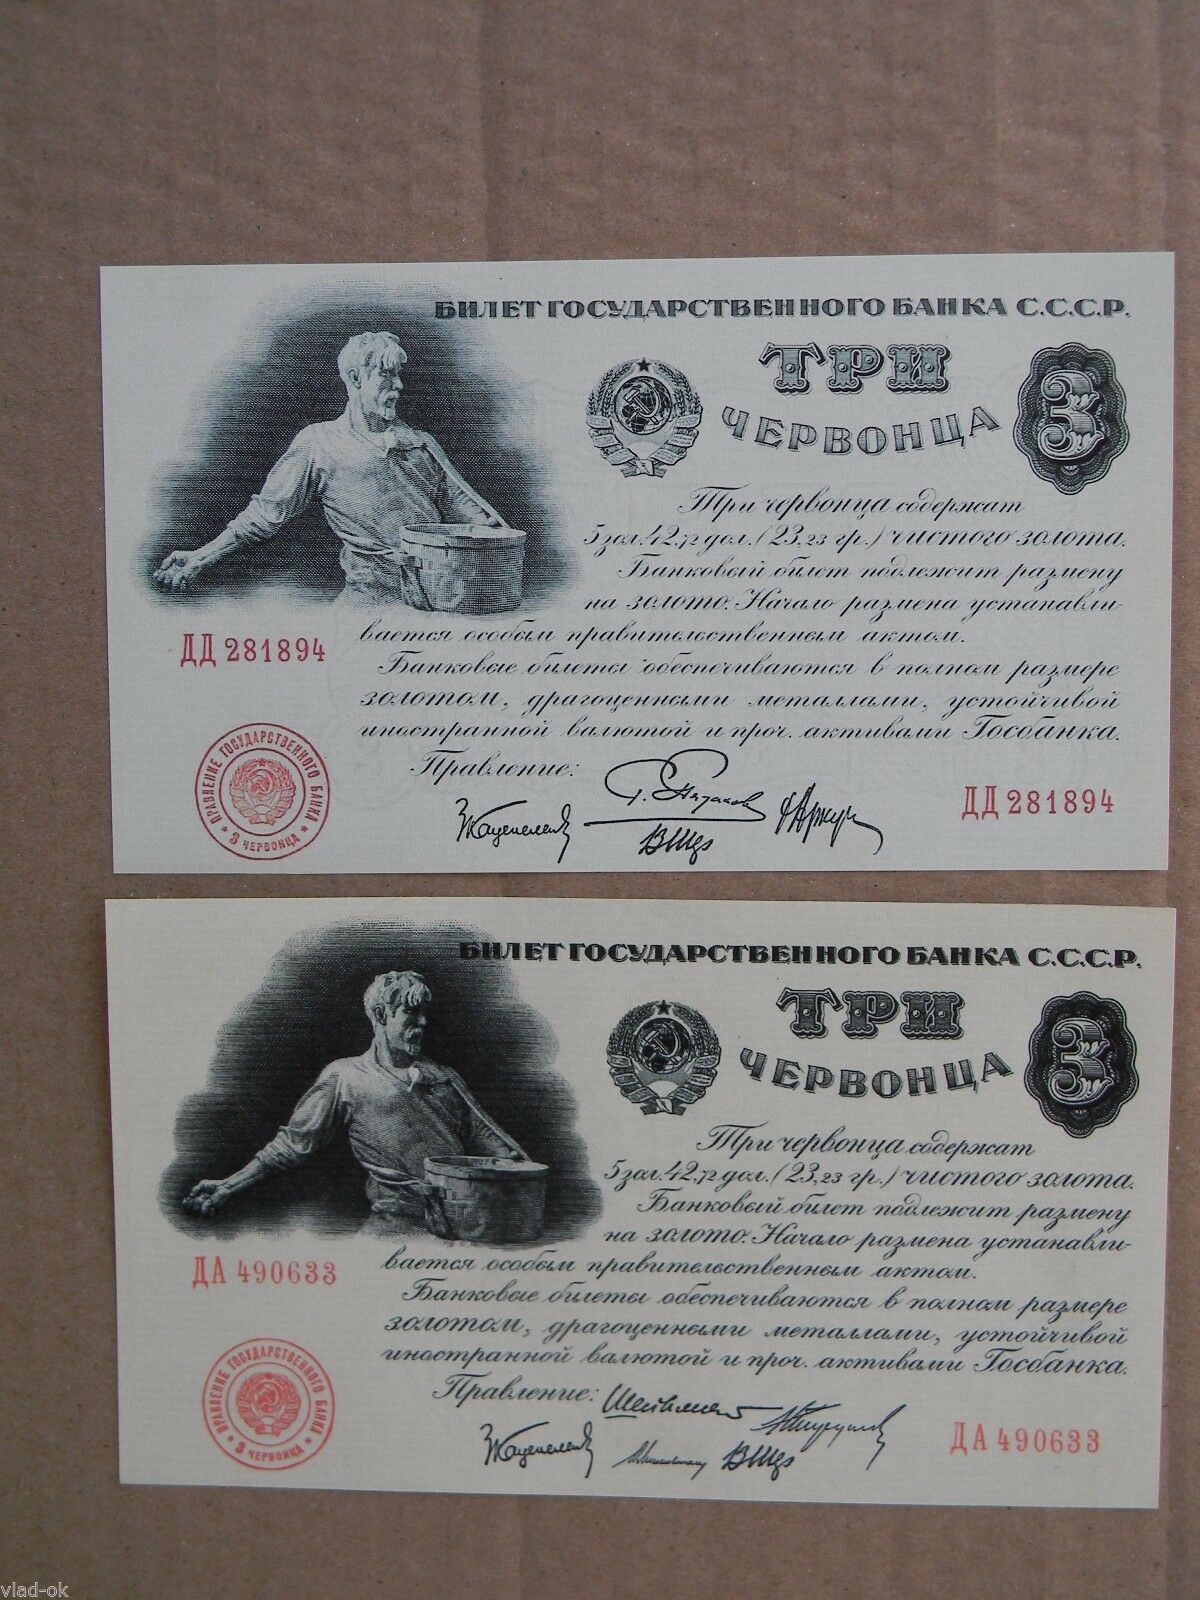 БИЛЕТ ГОСУДАРСТВЕННОГО БАНКА С.С.С.Р.
ТРИ
ЧЕРВОНЦА
3
Три червонца содержат
5 зол. 42,72 дол. (23,23 гр.) чистого золота.
Банковый билет подлежит размену
на золото. Начало размена устанавли-
вается особым правительственным актом.
ДД 281894
Банковые билеты обеспечиваются в полном размере
золотом, драгоценными металлами, устойчивой
иностранной валютой и проч. активами Госбанка.
Правление:
ПРАВЛЕНИЕ ГОСУДАРСТВЕННОГО БАНКА
3 ЧЕРВОНЦА
ДД 281894
БИЛЕТ ГОСУДАРСТВЕННОГО БАНКА С.С.С.Р.
ТРИ
ЧЕРВОНЦА
3
Три червонца содержат
5 зол. 42,72 дол. (23,23 гр.) чистого золота.
Банковый билет подлежит размену
на золото. Начало размена устанавли-
вается особым правительственным актом.
ДА 490633
Банковые билеты обеспечиваются в полном размере
золотом, драгоценными металлами, устойчивой
иностранной валютой и проч. активами Госбанка.
Правление:
ПРАВЛЕНИЕ ГОСУДАРСТВЕННОГО БАНКА
3 ЧЕРВОНЦА
ДА 490633
vlad-ok